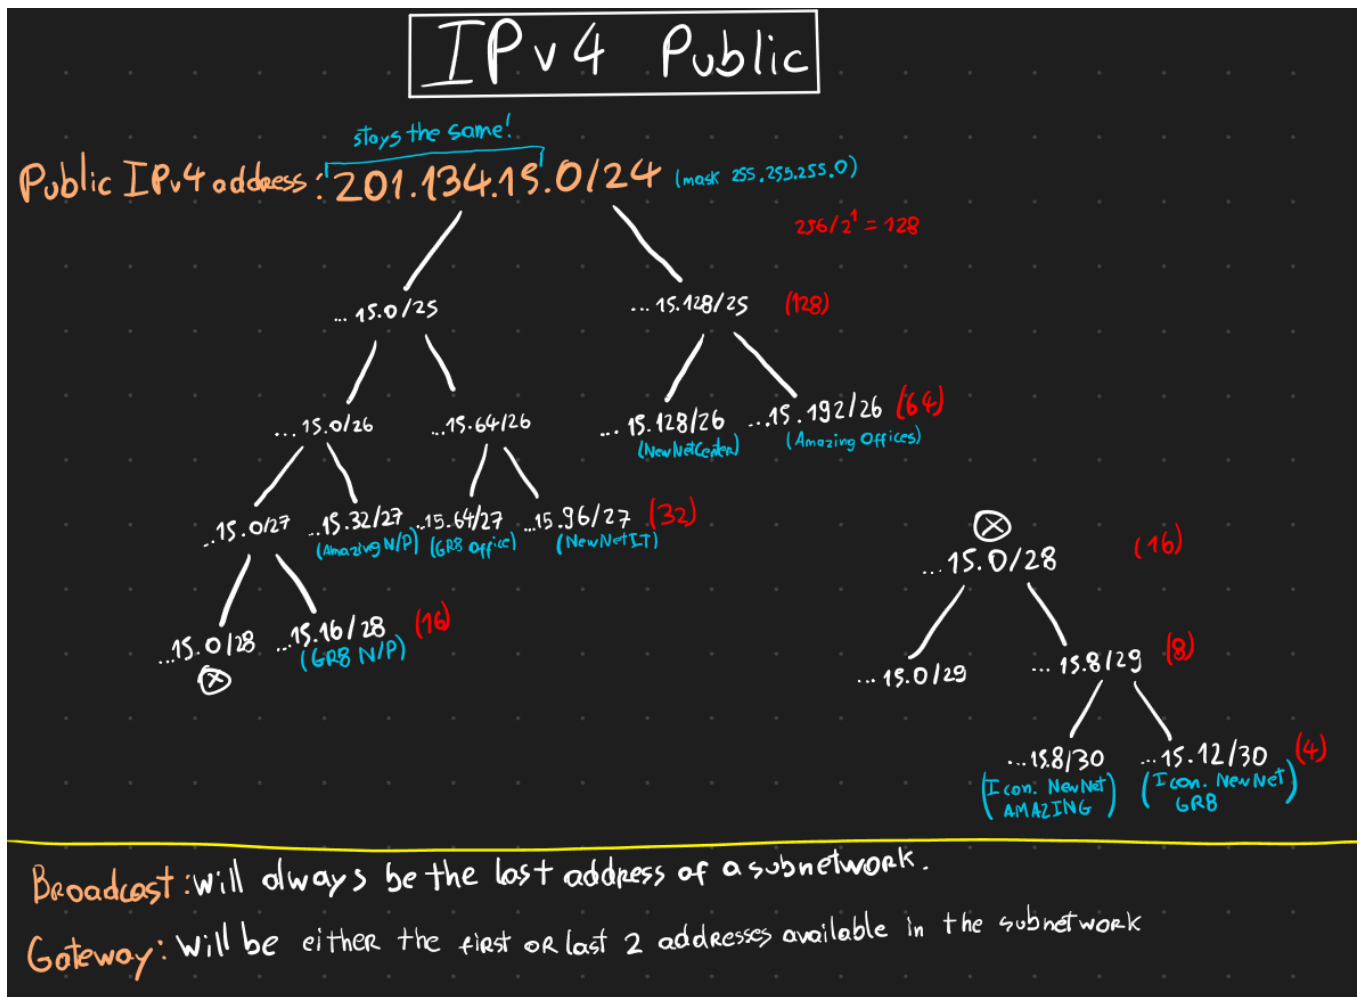 IPv4 Public
stays the same!
Public IPv4 address: 201.134.15.0/24 (mask 255.255.255.0)
256/2¹ = 128
... 15.0/25
... 15.128/25 (128)
... 15.0/26
...15.64/26
... 15.128/26
...15.192/26 (64)
(NewNetCenter)
(Amazing Offices)
...15.0/27
...15.32/27
...15.64/27
...15.96/27 (32)
(Amazing N/P)
(GR8 Office)
(NewNetIT)
X
...15.0/28 (16)
...15.0/28
...15.16/28 (16)
(GR8 N/P)
X
...15.0/29
... 15.8/29 (8)
...15.8/30
...15.12/30 (4)
(I con. NewNet AMAZING)
(I con. NewNet GR8)
Broadcast: will always be the last address of a subnetwork.
Gateway: will be either the first or last 2 addresses available in the subnetwork